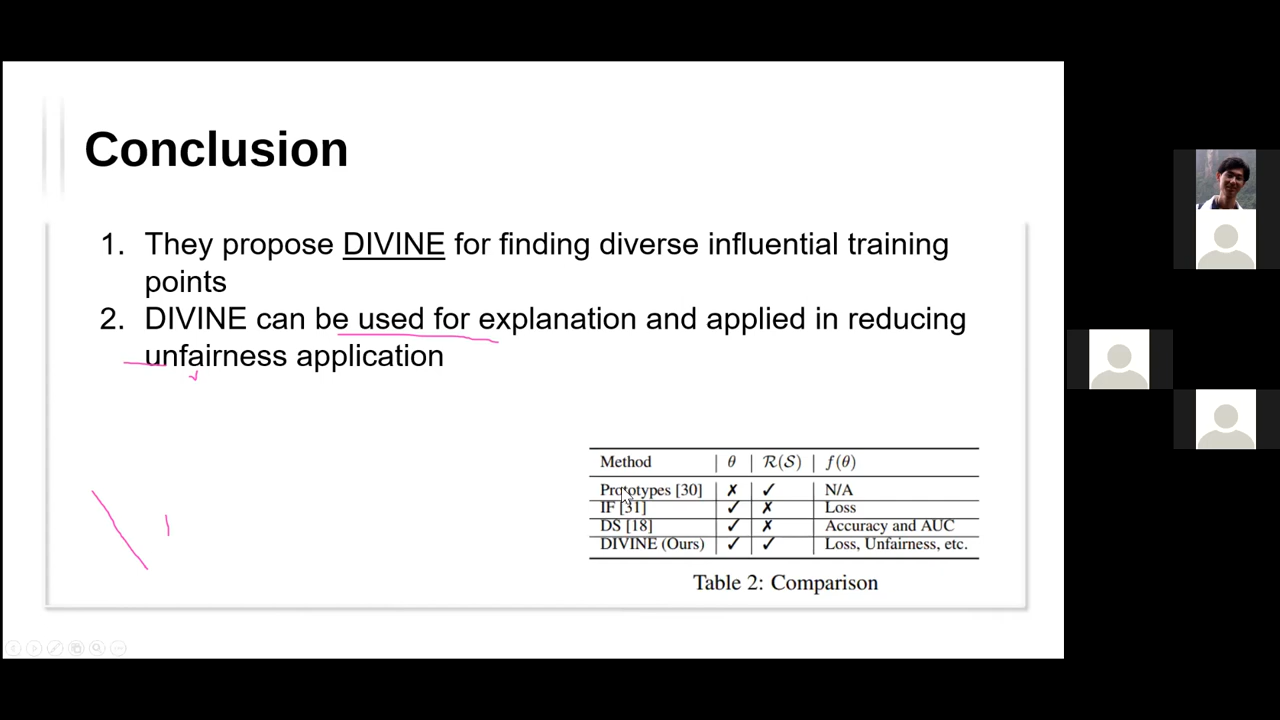 Conclusion
1. They propose DIVINE for finding diverse influential training
points
2. DIVINE can be used for explanation and applied in reducing
unfairness application
Method | θ | R(S) | f(θ)
Prototypes [30] | ✗ | ✓ | N/A
IF [31] | ✓ | ✗ | Loss
DS [18] | ✓ | ✗ | Accuracy and AUC
DIVINE (Ours) | ✓ | ✓ | Loss, Unfairness, etc.
Table 2: Comparison